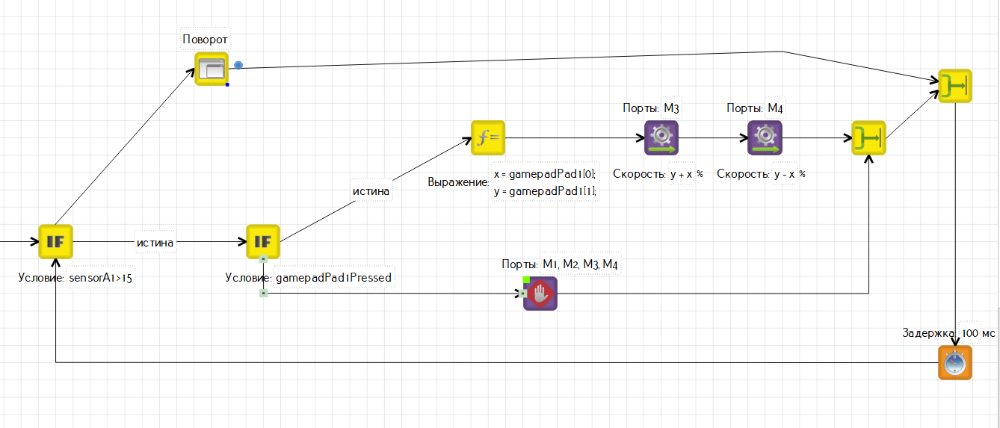 Поворот
Порты: M3
Порты: M4
ƒ=
Выражение: x = gamepadPad1[0];
y = gamepadPad1[1];
Скорость: y + x %
Скорость: y - x %
истина
IF
истина
IF
Условие: sensorA1>15
Условие: gamepadPad1Pressed
Порты: M1, M2, M3, M4
Задержка: 100 мс